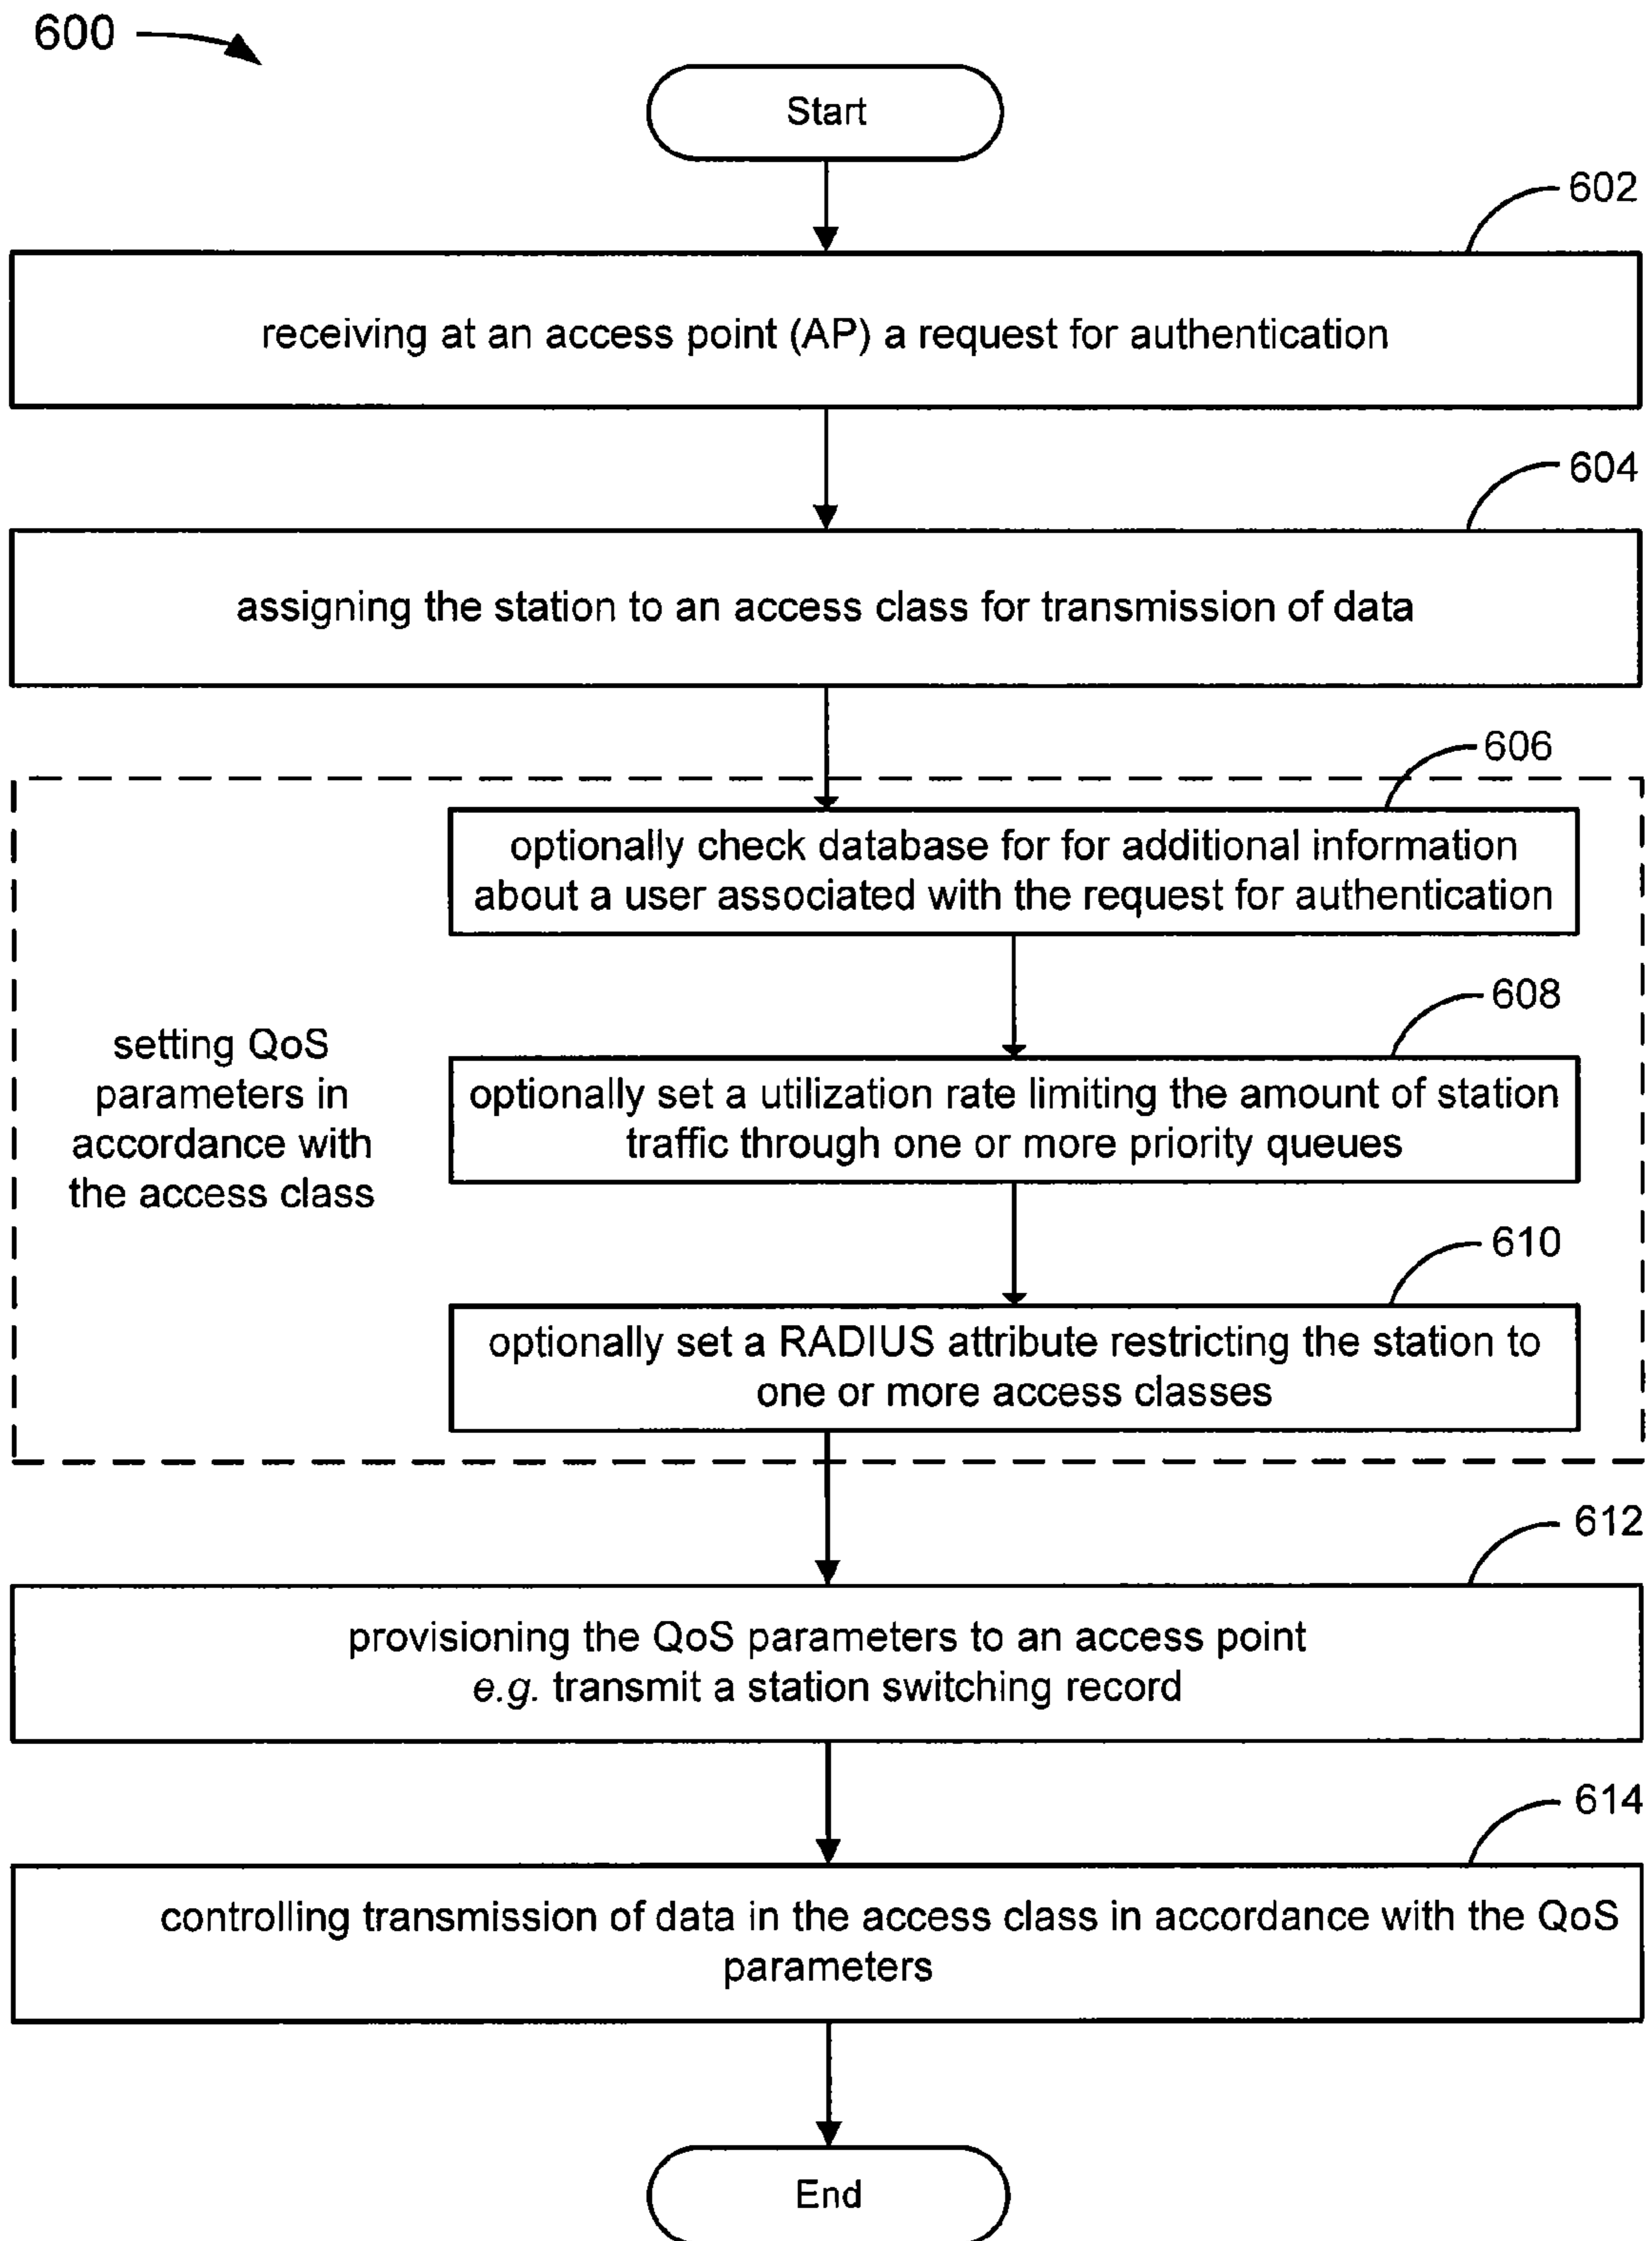 600
Start
602
receiving at an access point (AP) a request for authentication
604
assigning the station to an access class for transmission of data
606
optionally check database for for additional information
about a user associated with the request for authentication
608
setting QoS
parameters in
accordance with
the access class
optionally set a utilization rate limiting the amount of station
traffic through one or more priority queues
610
optionally set a RADIUS attribute restricting the station to
one or more access classes
612
provisioning the QoS parameters to an access point
e.g. transmit a station switching record
614
controlling transmission of data in the access class in accordance with the QoS
parameters
End